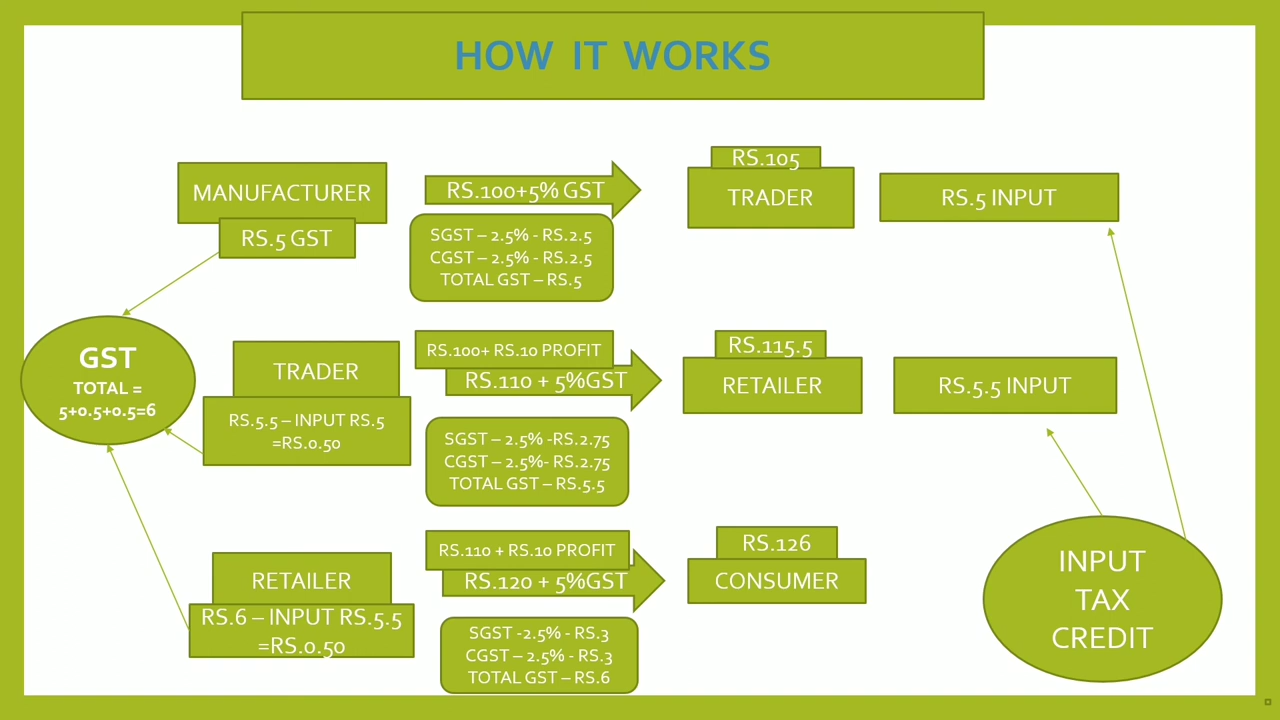 HOW IT WORKS
MANUFACTURER
RS.5 GST
RS.100+5% GST
SGST – 2.5% - RS.2.5
CGST – 2.5% - RS.2.5
TOTAL GST – RS.5
RS.105
TRADER
RS.5 INPUT
GST
TOTAL =
5+0.5+0.5=6
TRADER
RS.5.5 – INPUT RS.5
=RS.0.50
RS.100+ RS.10 PROFIT
RS.110 + 5%GST
SGST – 2.5% -RS.2.75
CGST – 2.5%- RS.2.75
TOTAL GST – RS.5.5
RS.115.5
RETAILER
RS.5.5 INPUT
RETAILER
RS.6 – INPUT RS.5.5
=RS.0.50
RS.110 + RS.10 PROFIT
RS.120 + 5%GST
SGST -2.5% - RS.3
CGST – 2.5% - RS.3
TOTAL GST – RS.6
RS.126
CONSUMER
INPUT
TAX
CREDIT